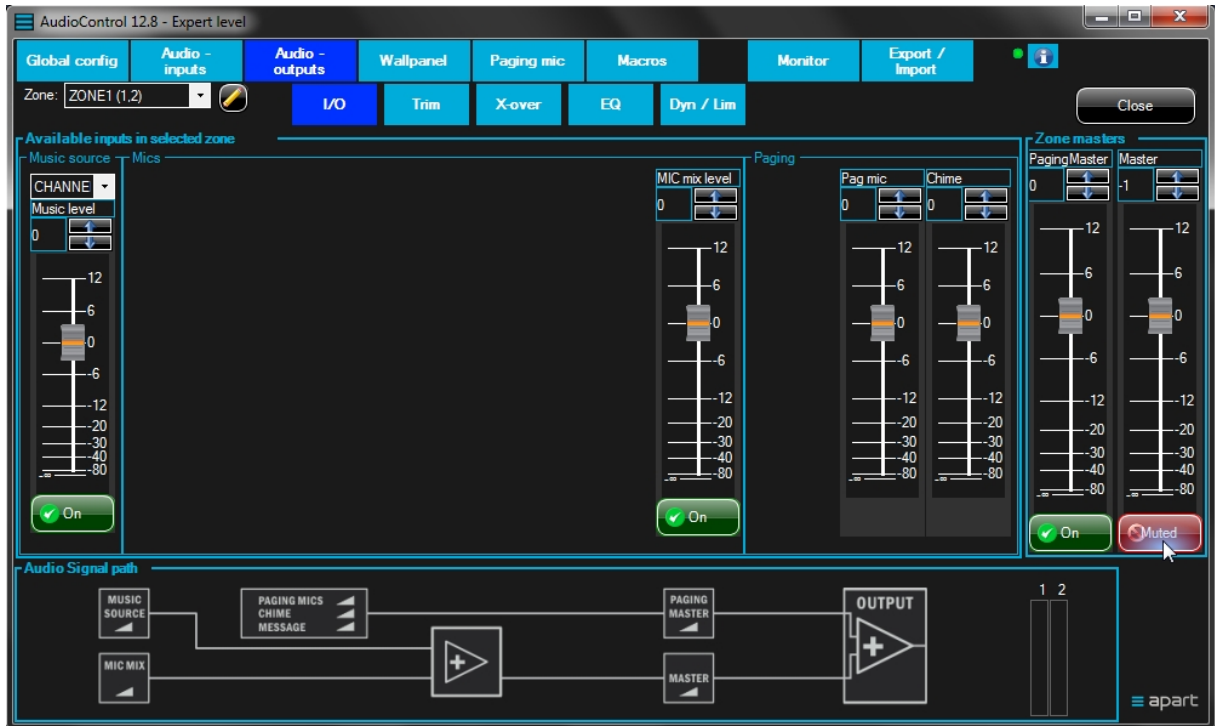 AudioControl 12.8 - Expert level
Global config
Audio -
inputs
Audio -
outputs
Wallpanel
Paging mic
Macros
Monitor
Export /
Import
Zone: ZONE1 (1,2)
I/O
Trim
X-over
EQ
Dyn / Lim
Close
Available inputs in selected zone
Music source
CHANNE
Music level
0
12
6
0
-6
-12
-20
-30
-40
-80
-∞
On
Mics
MIC mix level
0
12
6
0
-6
-12
-20
-30
-40
-80
-∞
On
Paging
Pag mic
0
12
6
0
-6
-12
-20
-30
-40
-80
-∞
Chime
0
12
6
0
-6
-12
-20
-30
-40
-80
-∞
Zone masters
PagingMaster
0
12
6
0
-6
-12
-20
-30
-40
-80
-∞
On
Master
-1
12
6
0
-6
-12
-20
-30
-40
-80
-∞
Muted
Audio Signal path
MUSIC
SOURCE
MIC MIX
PAGING MICS
CHIME
MESSAGE
PAGING
MASTER
MASTER
OUTPUT
1 2
apart